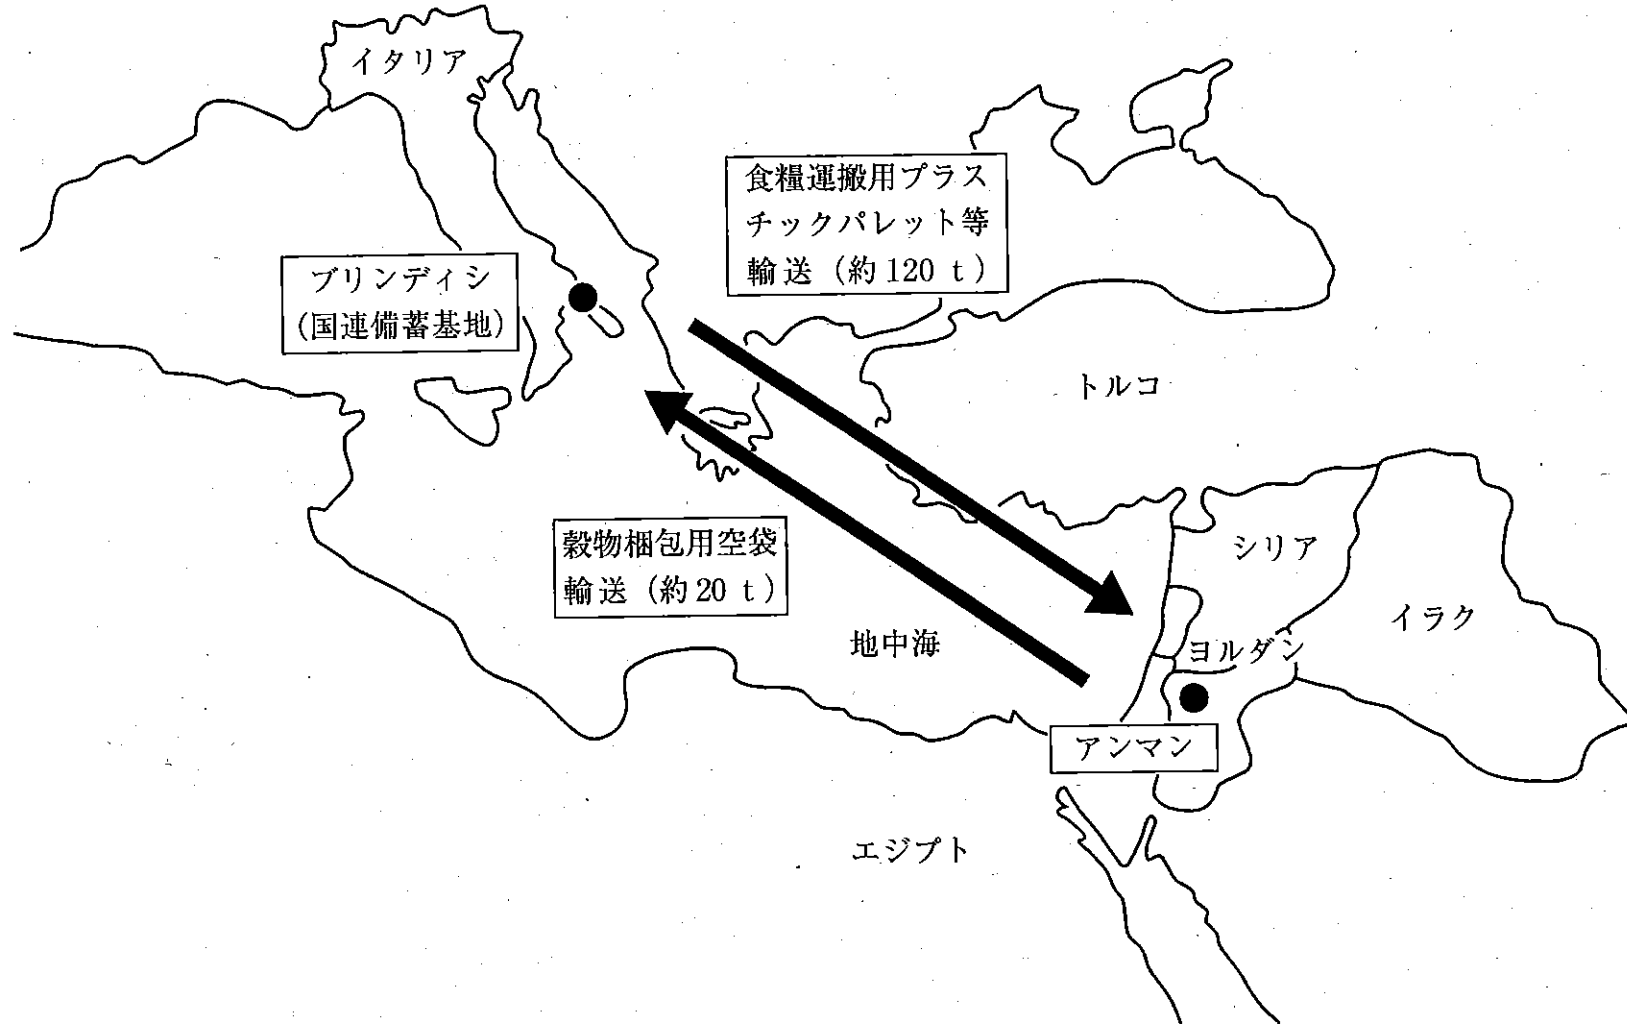 イタリア
食糧運搬用プラス
チックパレット等
輸送（約120 t）
ブリンディシ
(国連備蓄基地)
トルコ
穀物梱包用空袋
輸送（約20 t）
シリア
イラク
地中海
ヨルダン
アンマン
エジプト